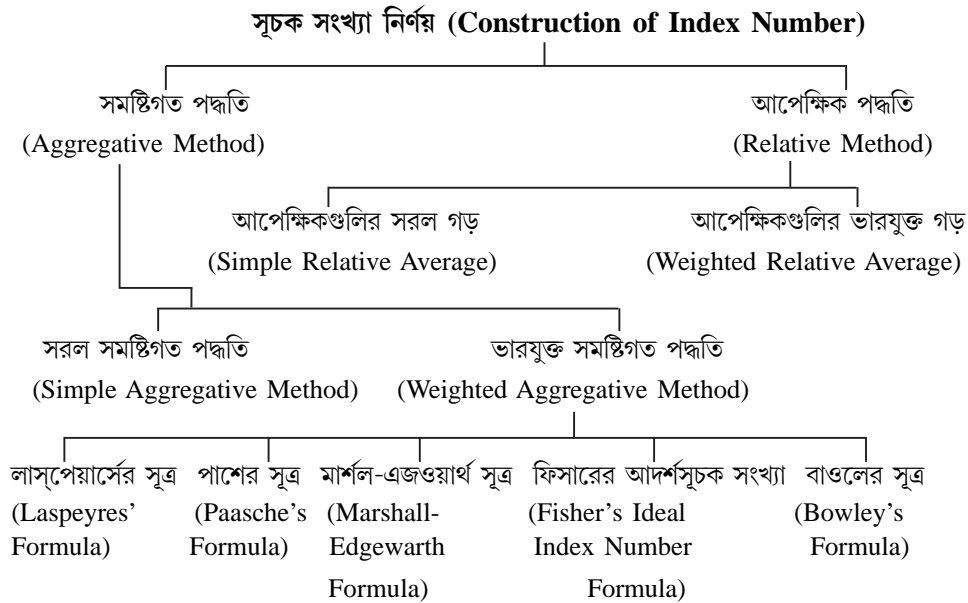 সূচক সংখ্যা নির্ণয় (Construction of Index Number)
সমষ্টিগত পদ্ধতি আপেক্ষিক পদ্ধতি
(Aggregative Method) (Relative Method)
আপেক্ষিকগুলির সরল গড় আপেক্ষিকগুলির ভারযুক্ত গড়
(Simple Relative Average) (Weighted Relative Average)
সরল সমষ্টিগত পদ্ধতি ভারযুক্ত সমষ্টিগত পদ্ধতি
(Simple Aggregative Method) (Weighted Aggregative Method)
লাস্‌পেয়ার্সের সূত্র পাশের সূত্র মার্শল-এজওয়ার্থ সূত্র ফিসারের আদর্শসূচক সংখ্যা বাওলের সূত্র
(Laspeyres’ (Paasche's (Marshall- (Fisher's Ideal (Bowley's
Formula) Formula) Edgewarth Index Number Formula)
Formula) Formula)